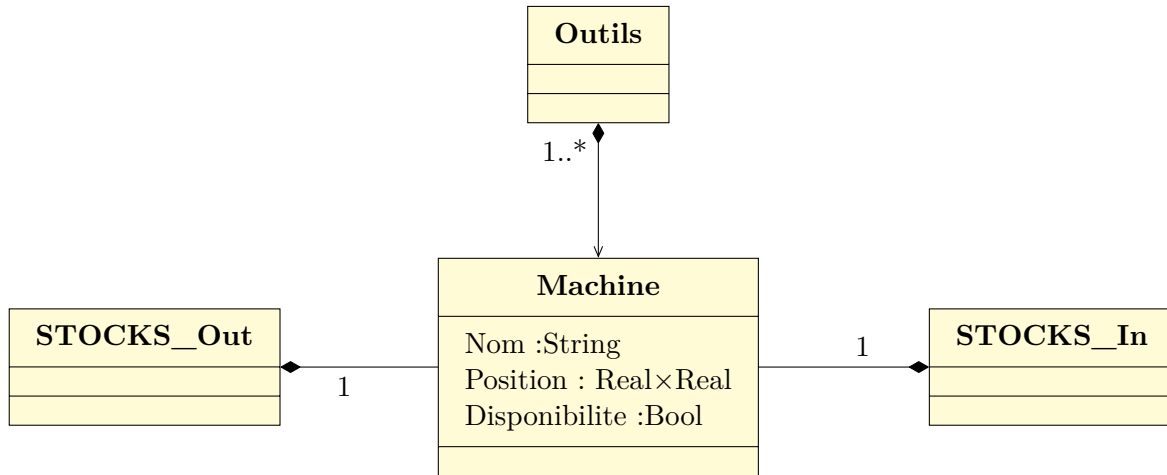 Outils
1..*
Machine
Nom :String
Position : Real×Real
Disponibilite :Bool
STOCKS_Out
1
1
STOCKS_In